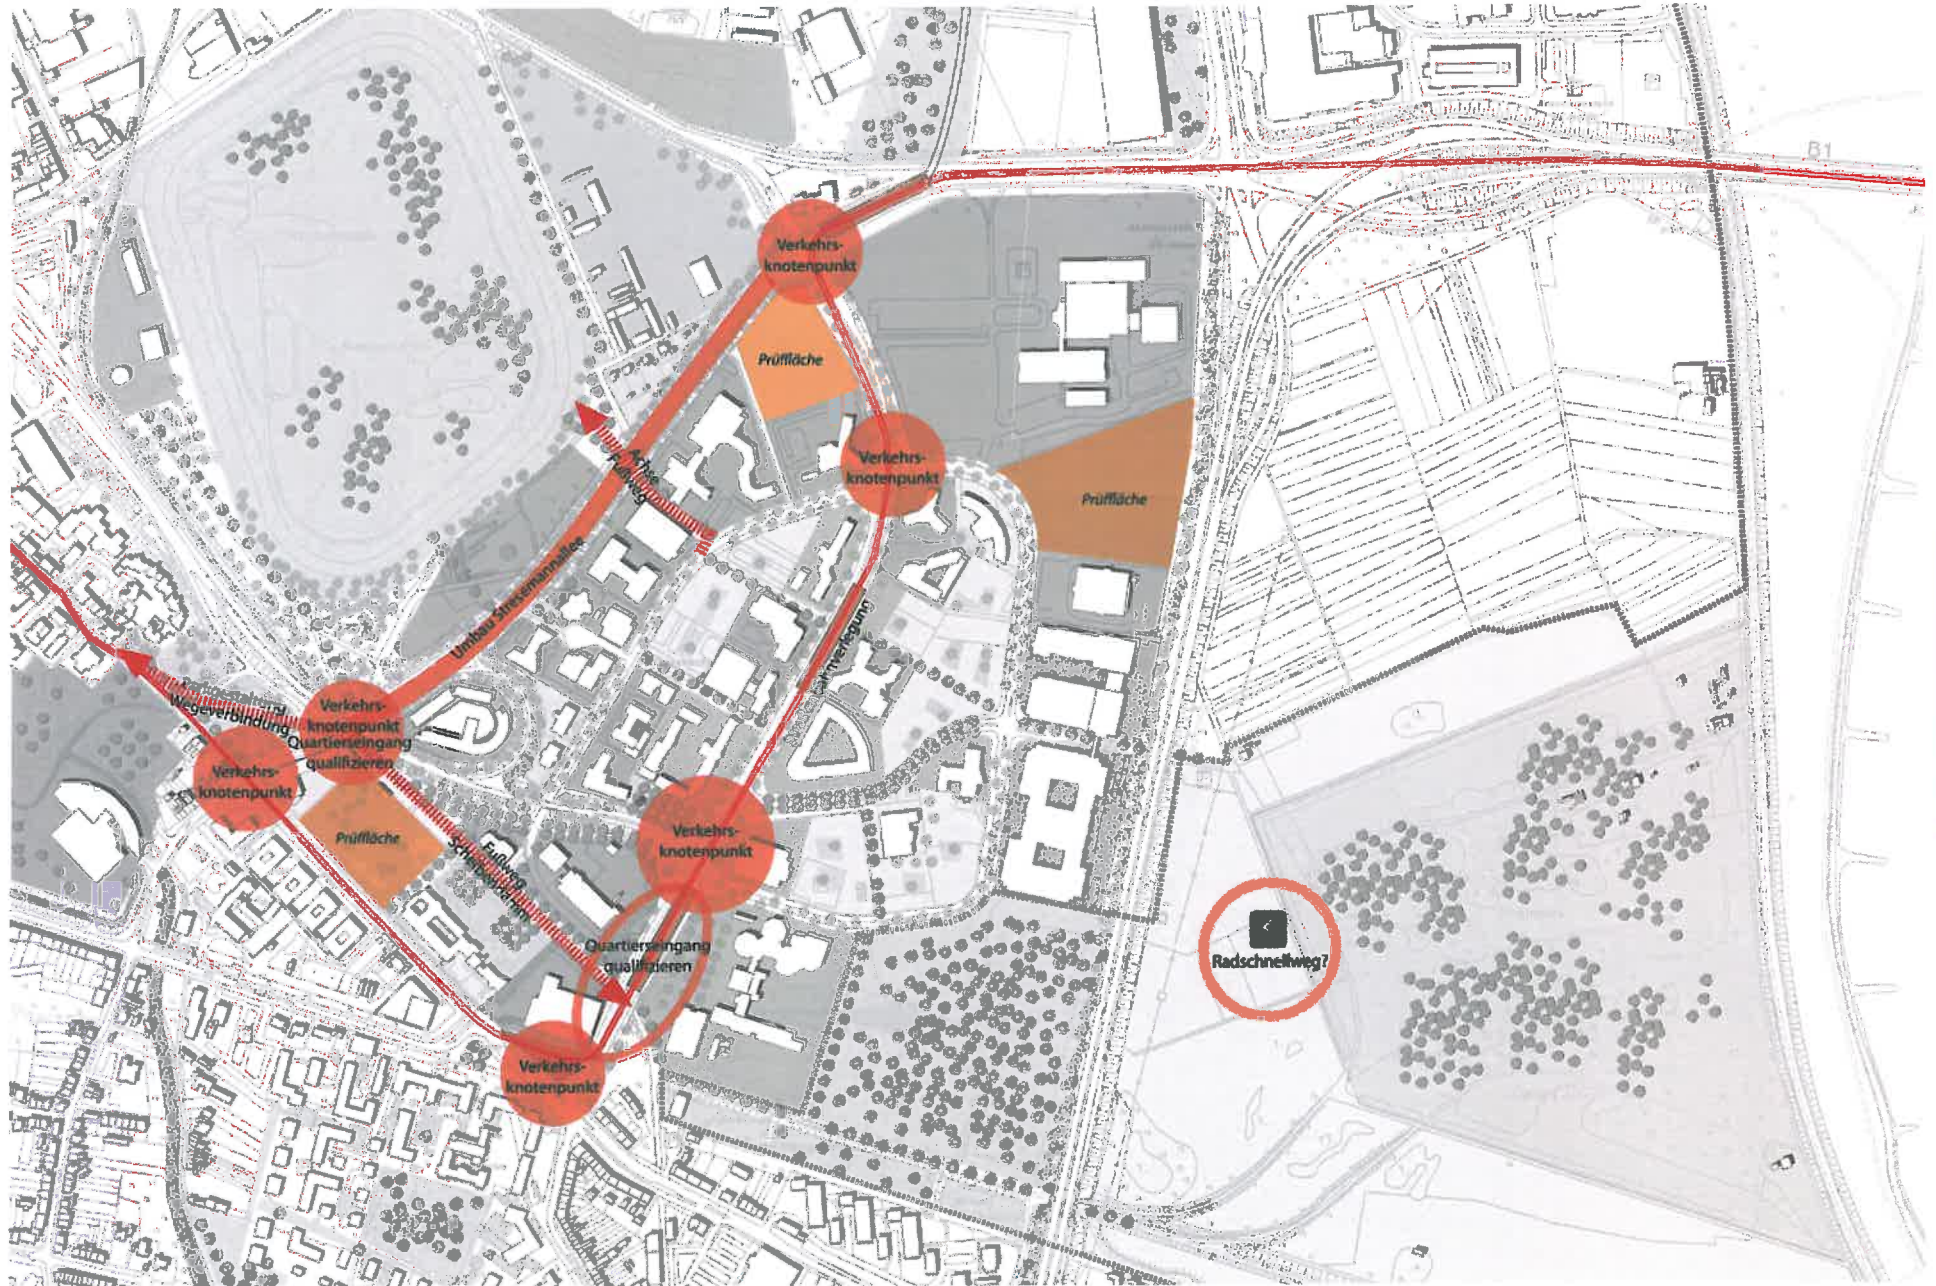 B1
Verkehrs-
knotenpunkt
Prüffläche
Verkehrs-
knotenpunkt
Achse
Fußweg
Prüffläche
Umbau Stresemannallee
Wegeverbindung
Verkehrs-
knotenpunkt
Quartierseingang
qualifizieren
Verkehrs-
knotenpunkt
Prüffläche
Fußweg
Verkehrs-
knotenpunkt
Quartierseingang
qualifizieren
Radschnellweg?
Verkehrs-
knotenpunkt